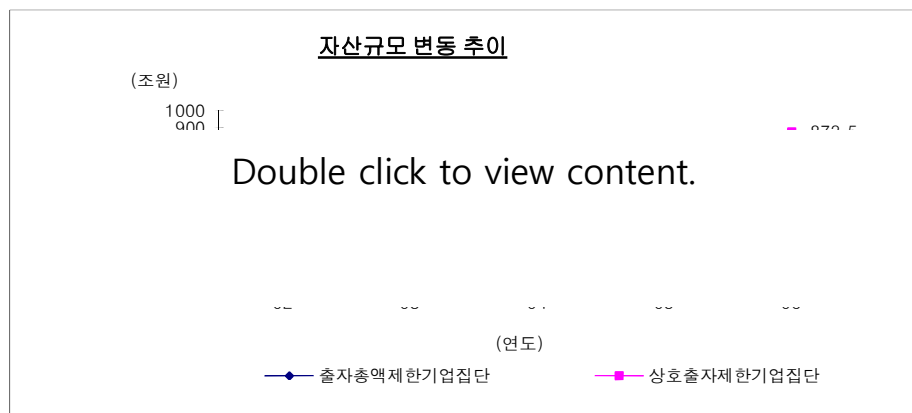 자산규모 변동 추이
(조원)
1000
900
Double click to view content.
(연도)
출자총액제한기업집단 상호출자제한기업집단